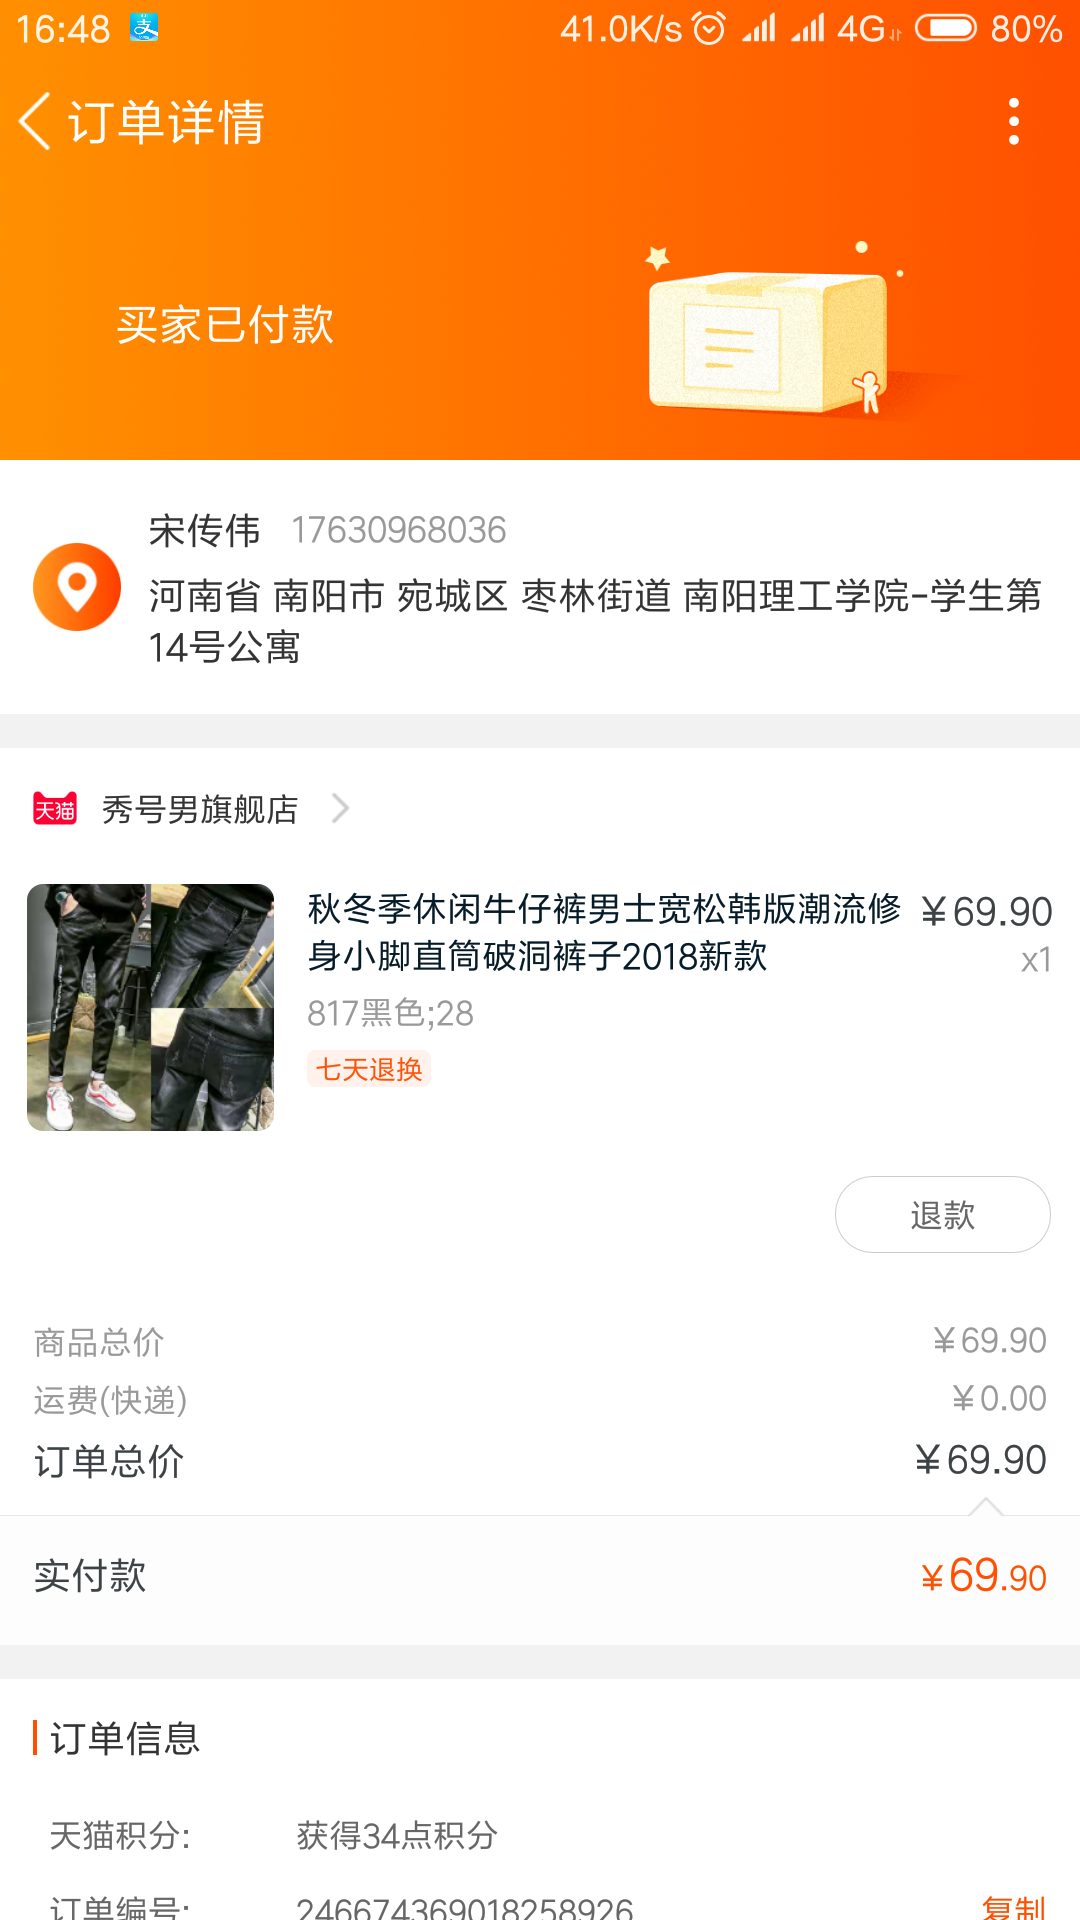 16:48 支 41.0K/s 4G 80%
订单详情
买家已付款
宋传伟 17630968036
河南省 南阳市 宛城区 枣林街道 南阳理工学院-学生第
14号公寓
天猫 秀号男旗舰店
秋冬季休闲牛仔裤男士宽松韩版潮流修 ¥69.90
身小脚直筒破洞裤子2018新款 x1
817黑色;28
七天退换
退款
商品总价 ¥69.90
运费(快递) ¥0.00
订单总价 ¥69.90
实付款 ¥69.90
订单信息
天猫积分: 获得34点积分
订单编号: 246674369018258926 复制